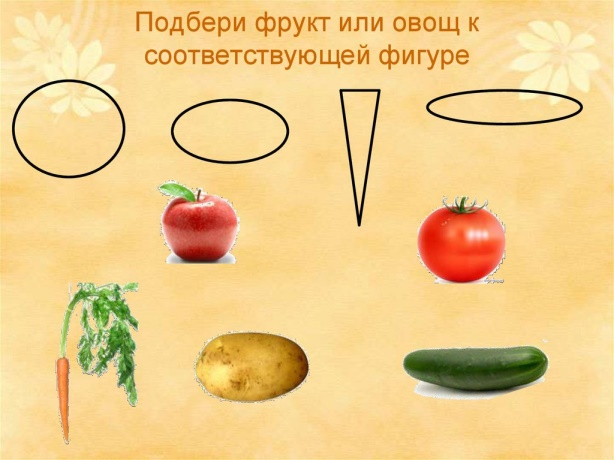 Подбери фрукт или овощ к
соответствующей фигуре